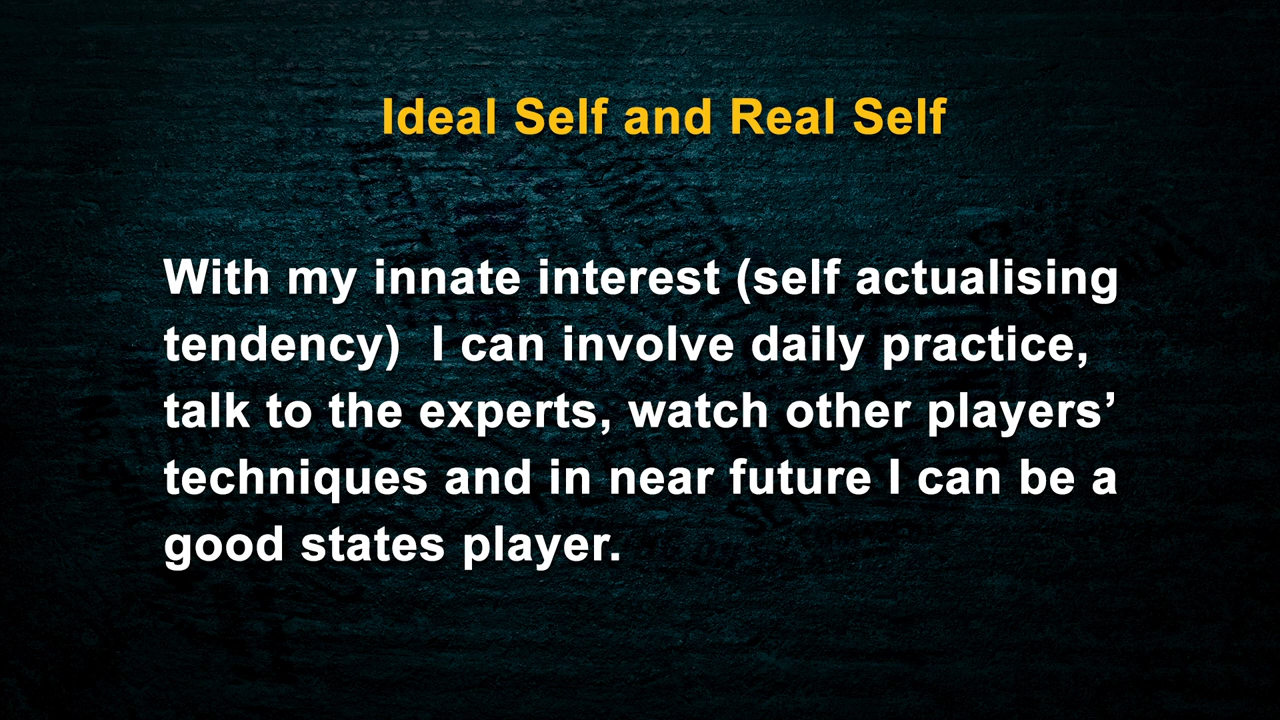 Ideal Self and Real Self
With my innate interest (self actualising
tendency)  I can involve daily practice,
talk to the experts, watch other players’
techniques and in near future I can be a
good states player.